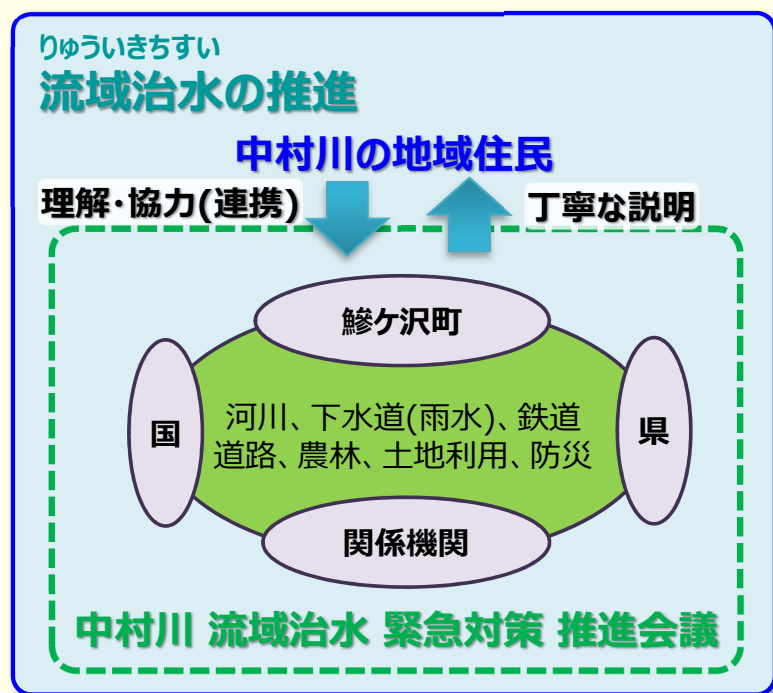 りゅういきちすい
流域治水の推進
中村川の地域住民
理解･協力(連携)
丁寧な説明
鰺ケ沢町
国
河川、下水道(雨水)、鉄道
道路、農林、土地利用、防災
県
関係機関
中村川 流域治水 緊急対策 推進会議